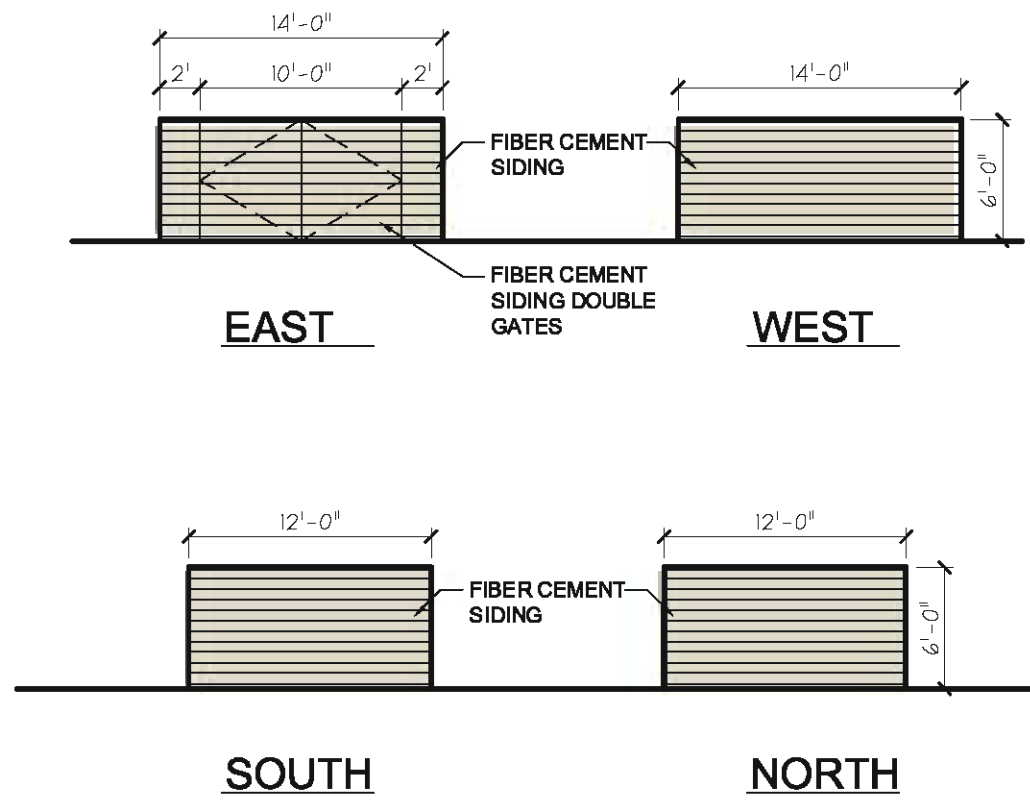 14'-0"
2' 10'-0" 2' 14'-0"
FIBER CEMENT
SIDING
6'-0"
FIBER CEMENT
SIDING DOUBLE
GATES
EAST WEST
12'-0" 12'-0"
FIBER CEMENT
SIDING
6'-0"
SOUTH NORTH